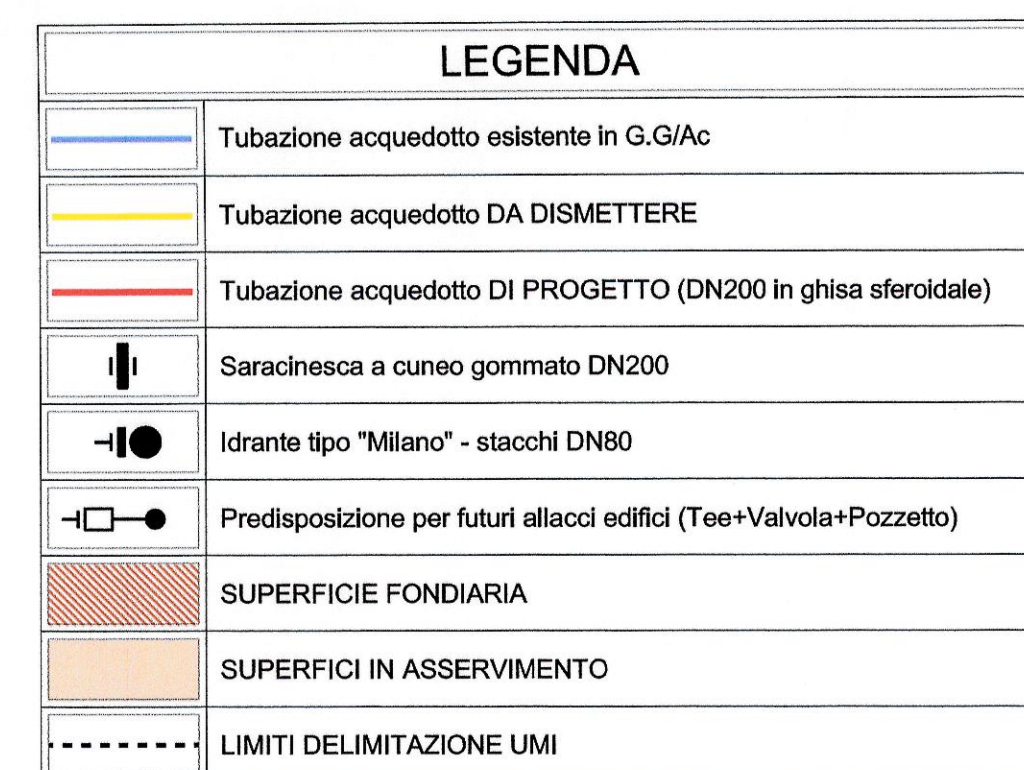 LEGENDA
Tubazione acquedotto esistente in G.G/Ac
Tubazione acquedotto DA DISMETTERE
Tubazione acquedotto DI PROGETTO (DN200 in ghisa sferoidale)
Saracinesca a cuneo gommato DN200
Idrante tipo "Milano" - stacchi DN80
Predisposizione per futuri allacci edifici (Tee+Valvola+Pozzetto)
SUPERFICIE FONDIARIA
SUPERFICI IN ASSERVIMENTO
LIMITI DELIMITAZIONE UMI